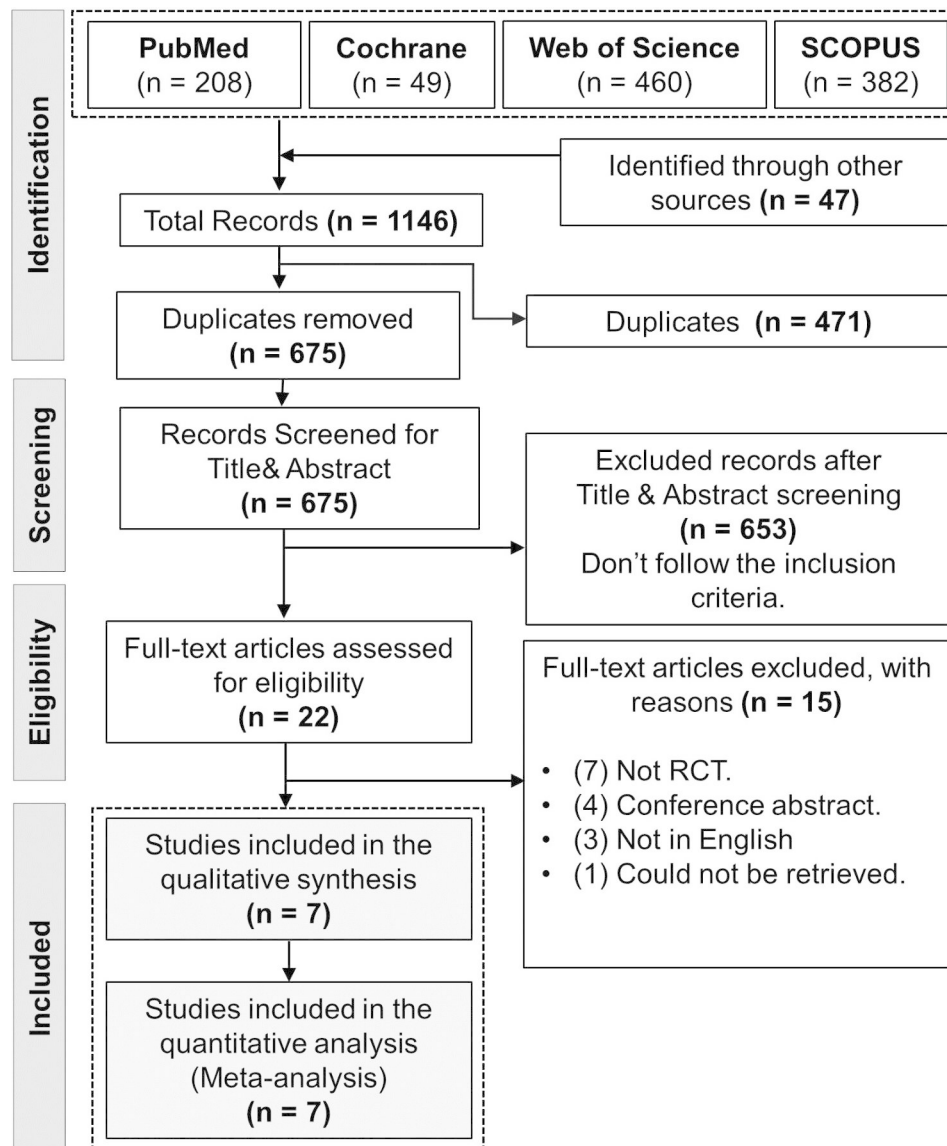 Identification
PubMed
(n = 208)
Cochrane
(n = 49)
Web of Science
(n = 460)
SCOPUS
(n = 382)
Identified through other
sources (n = 47)
Total Records (n = 1146)
Duplicates removed
(n = 675)
Duplicates (n = 471)
Screening
Records Screened for
Title& Abstract
(n = 675)
Excluded records after
Title & Abstract screening
(n = 653)
Don’t follow the inclusion
criteria.
Eligibility
Full-text articles assessed
for eligibility
(n = 22)
Full-text articles excluded, with
reasons (n = 15)
• (7) Not RCT.
• (4) Conference abstract.
• (3) Not in English
• (1) Could not be retrieved.
Included
Studies included in the
qualitative synthesis
(n = 7)
Studies included in the
quantitative analysis
(Meta-analysis)
(n = 7)